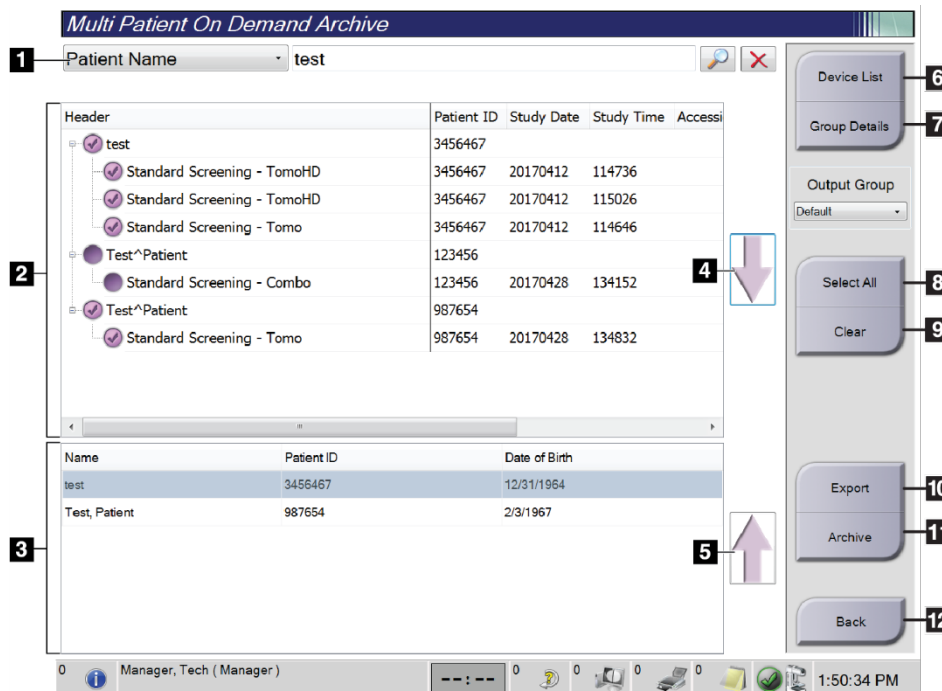 Multi Patient On Demand Archive
1 Patient Name test
Device List 6
Group Details 7
Output Group
Default
Header Patient ID Study Date Study Time Accessi
test 3456467
Standard Screening - TomoHD 3456467 20170412 114736
Standard Screening - TomoHD 3456467 20170412 115026
Standard Screening - Tomo 3456467 20170412 114646
Test^Patient 123456
2 Standard Screening - Combo 123456 20170428 134152
Test^Patient 987654
Standard Screening - Tomo 987654 20170428 134832
4
Select All 8
Clear 9
Name Patient ID Date of Birth
test 3456467 12/31/1964
Test, Patient 987654 2/3/1967
3
5
Export 10
Archive 11
Back 12
0 Manager, Tech ( Manager ) --:-- 0 0 0 0 1:50:34 PM